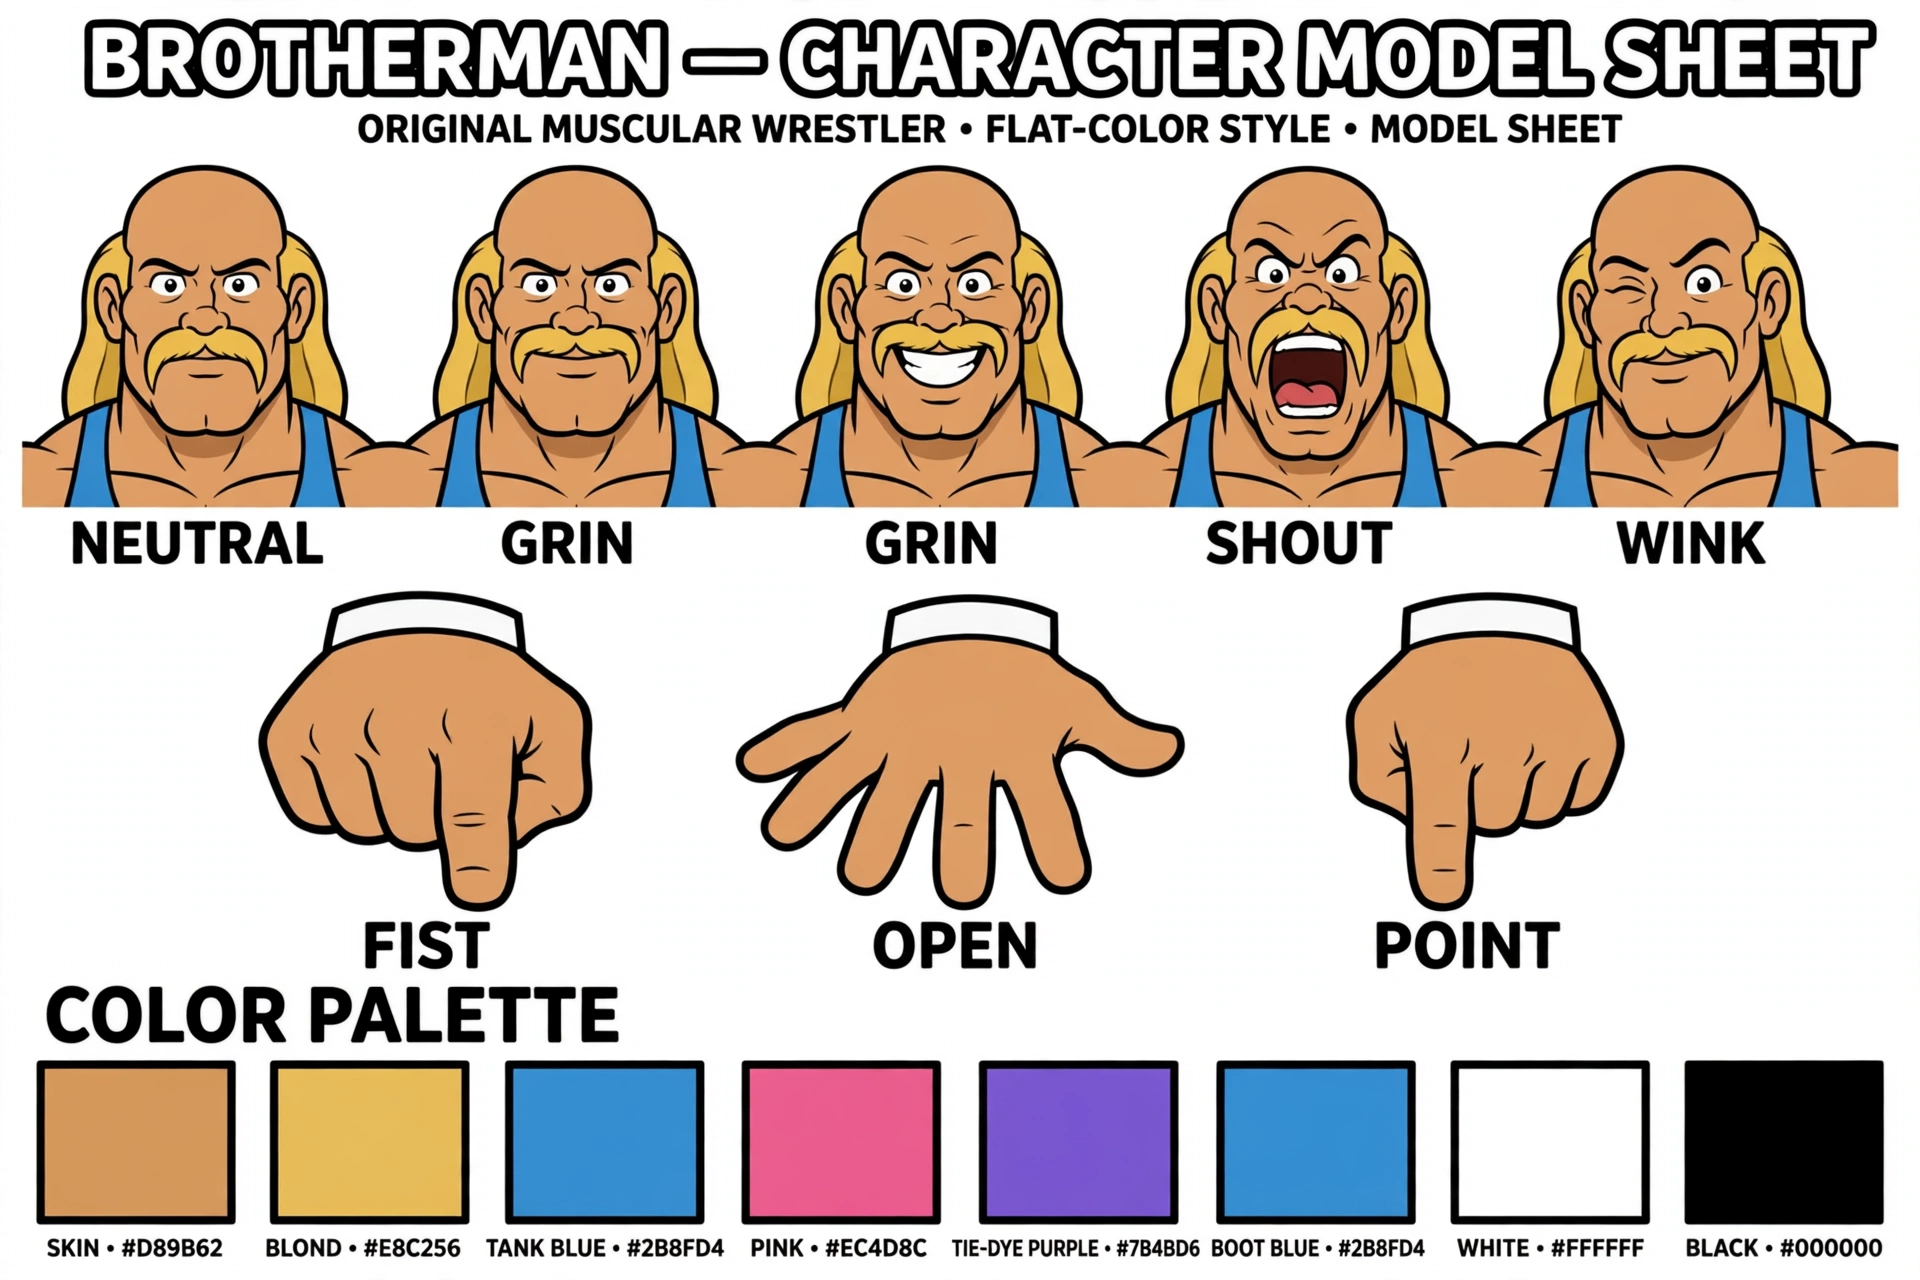 BROTHERMAN — CHARACTER MODEL SHEET
ORIGINAL MUSCULAR WRESTLER • FLAT-COLOR STYLE • MODEL SHEET
NEUTRAL GRIN GRIN SHOUT WINK
FIST OPEN POINT
COLOR PALETTE
SKIN • #D89B62 BLOND • #E8C256 TANK BLUE • #2B8FD4 PINK • #EC4D8C TIE-DYE PURPLE • #7B4BD6 BOOT BLUE • #2B8FD4 WHITE • #FFFFFF BLACK • #000000